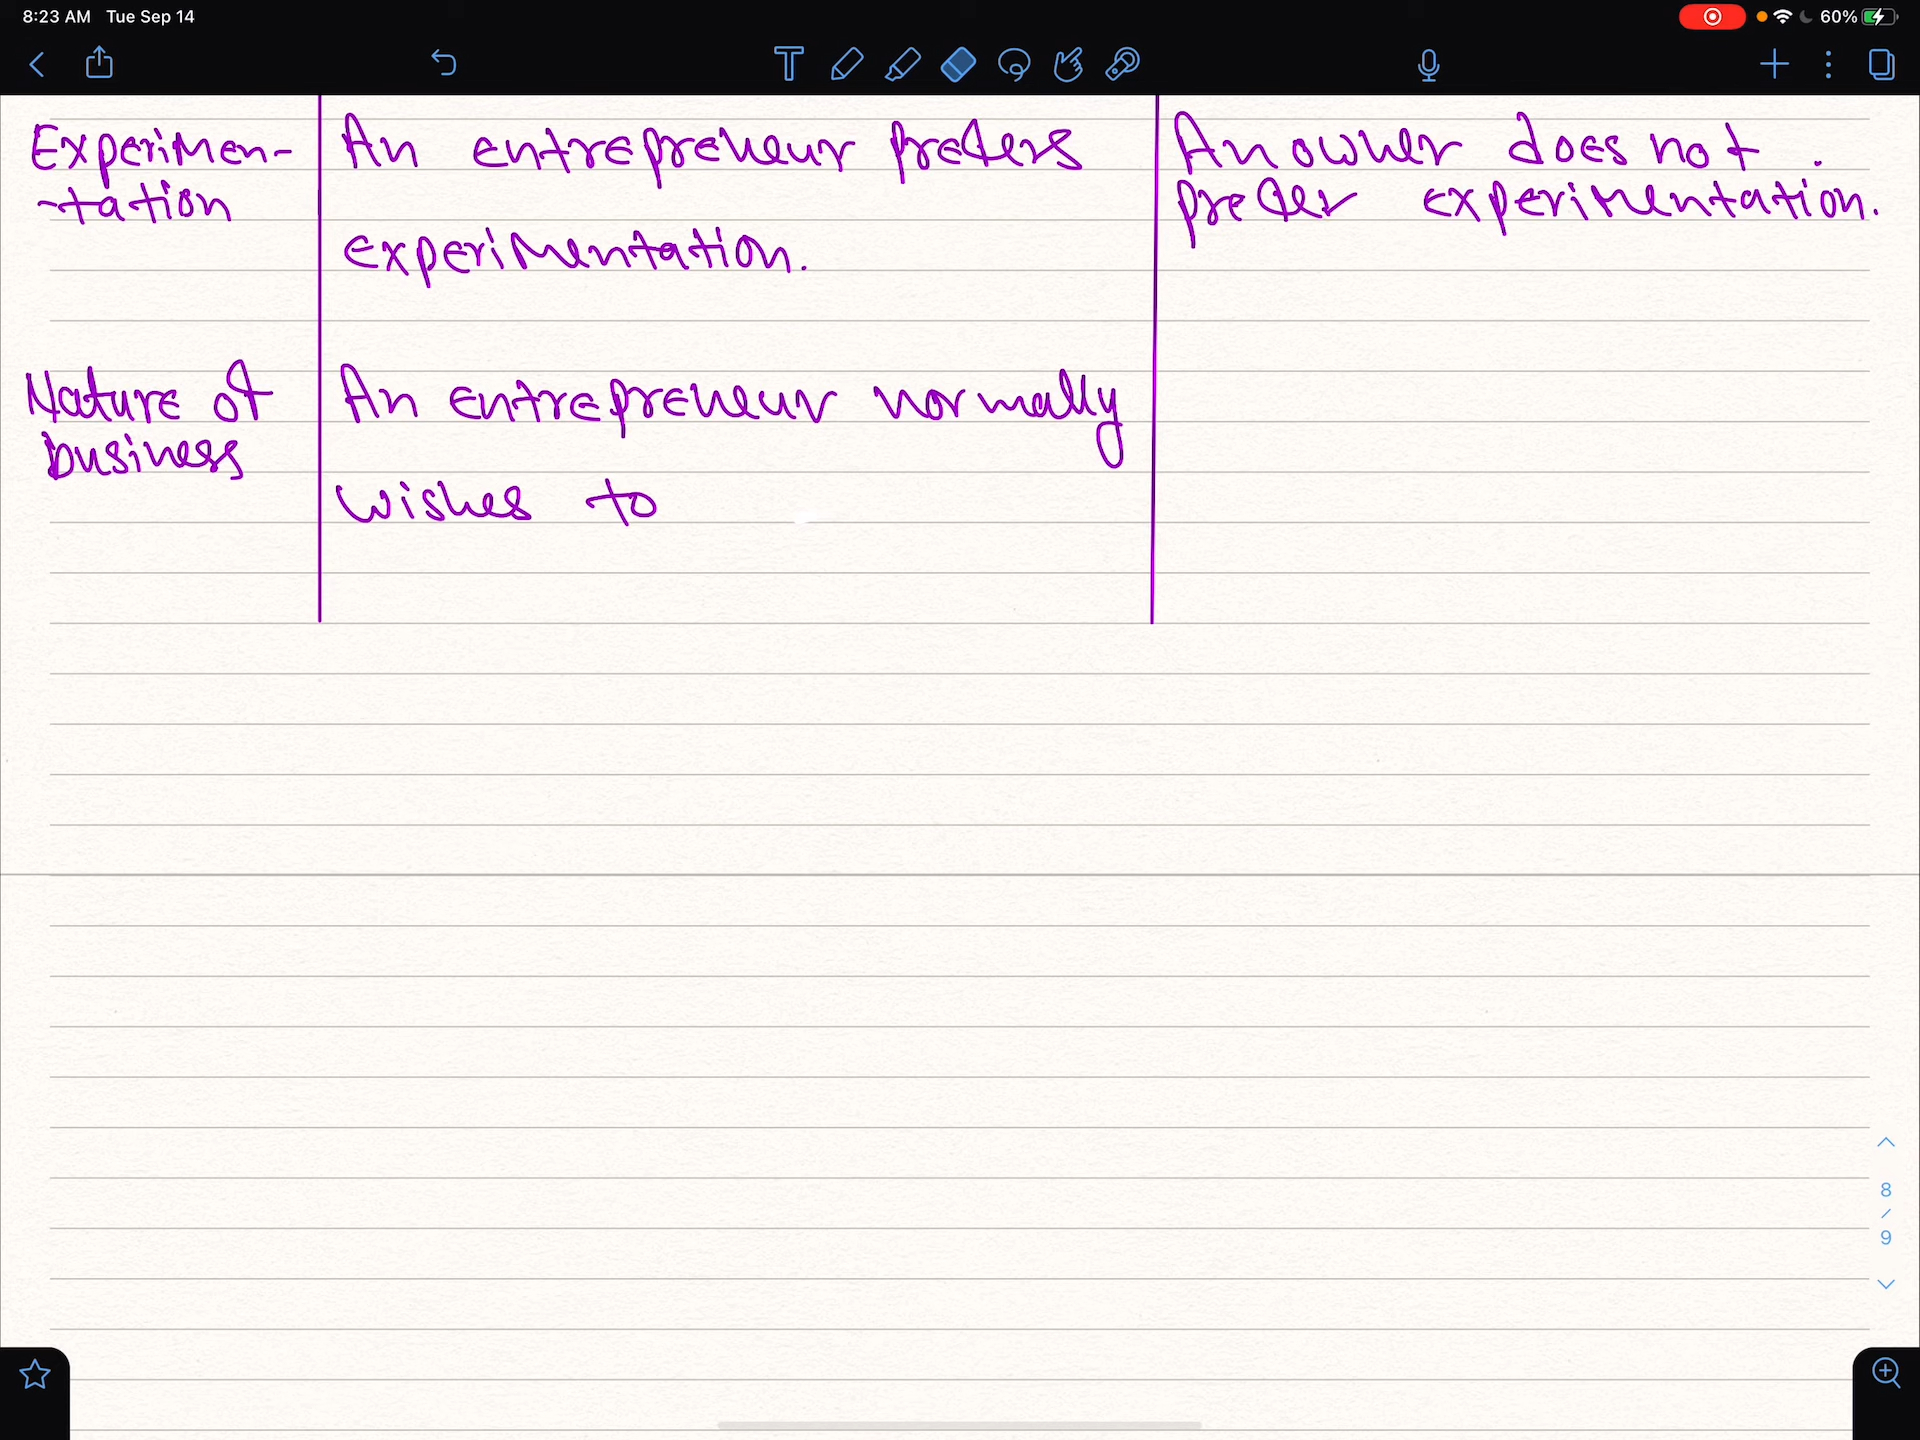 8:23 AM Tue Sep 14
60%
Experimen-
-tation
An entrepreneur prefers
experimentation.
An owner does not .
prefer experimentation.
Nature of
business
An entrepreneur normally
wishes to
8
/
9